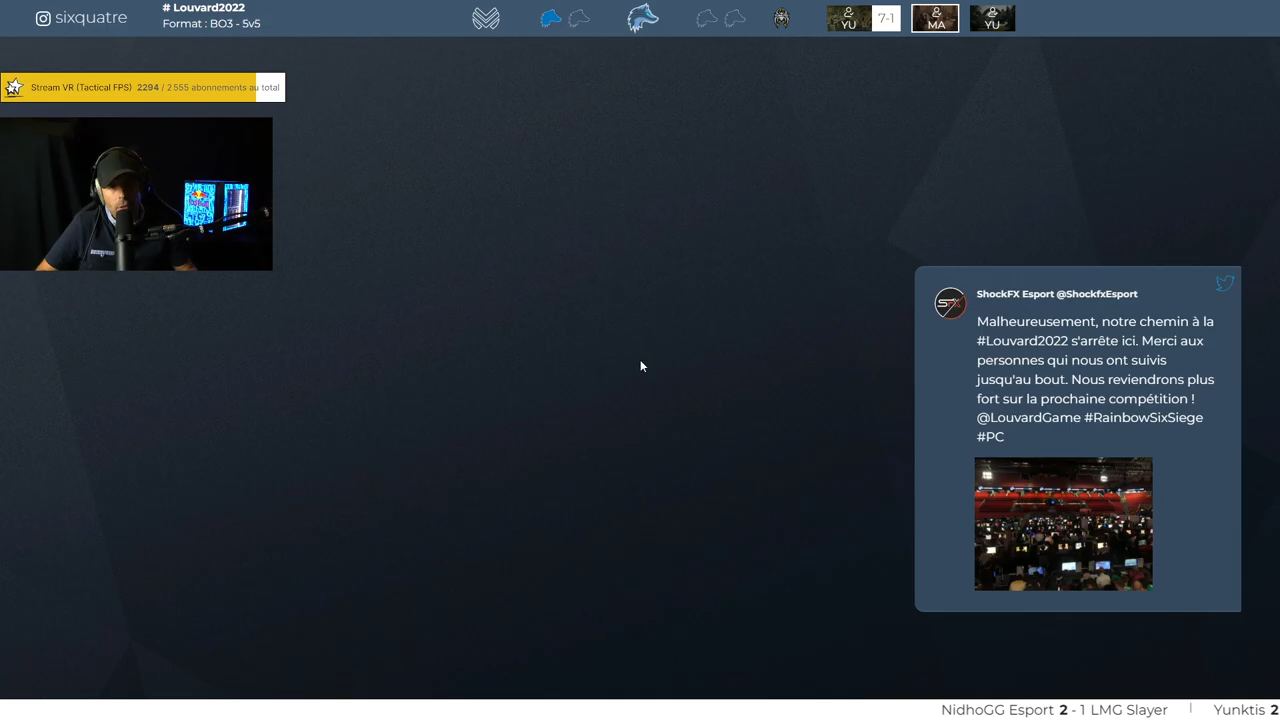 sixquatre
# Louvard2022
Format : BO3 - 5v5
YU
7-1
MA
YU
Stream VR (Tactical FPS) 2294 / 2555 abonnements au total
ShockFX Esport @ShockfxEsport
Malheureusement, notre chemin à la
#Louvard2022 s'arrête ici. Merci aux
personnes qui nous ont suivis
jusqu'au bout. Nous reviendrons plus
fort sur la prochaine compétition !
@LouvardGame #RainbowSixSiege
#PC
NidhoGG Esport 2 - 1 LMG Slayer
Yunktis 2